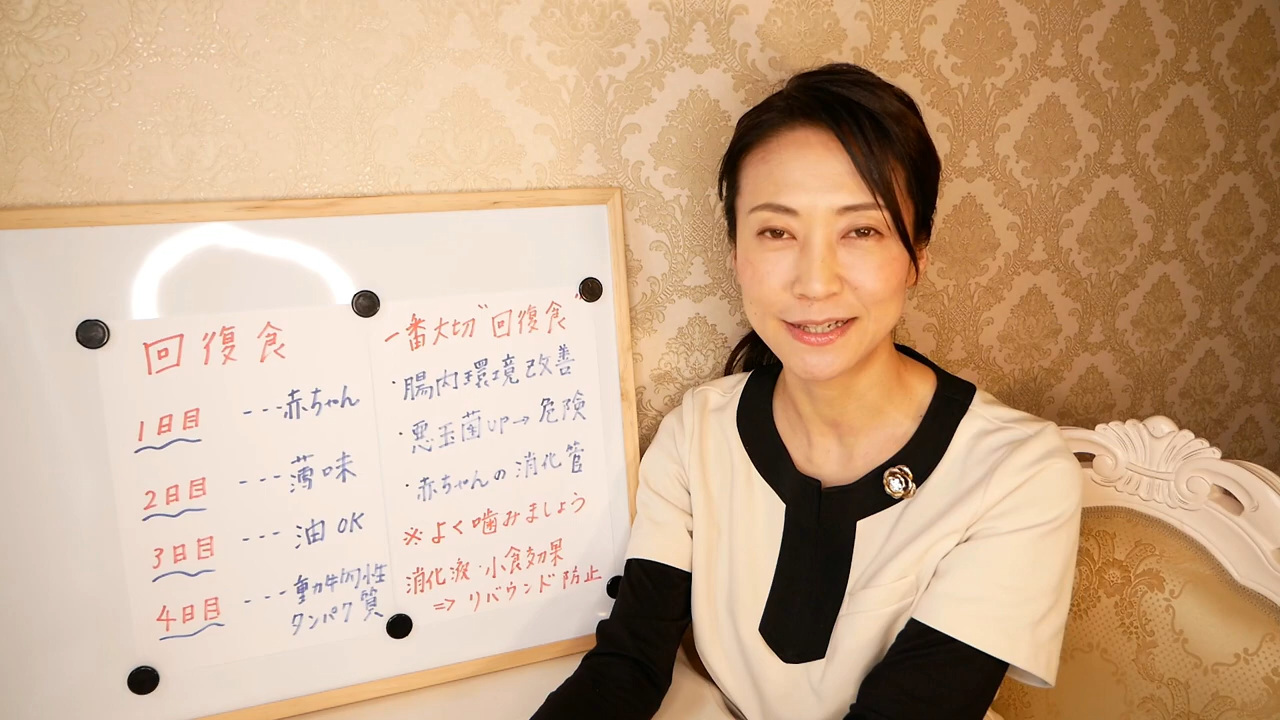 回復食
1日目 ---赤ちゃん
2日目 ---薄味
3日目 ---油OK
4日目 ---動物性
タンパク質
一番大切"回復食"
・腸内環境改善
・悪玉菌UP→危険
・赤ちゃんの消化管
※よく噛みましょう
消化液・小食効果
=> リバウンド防止